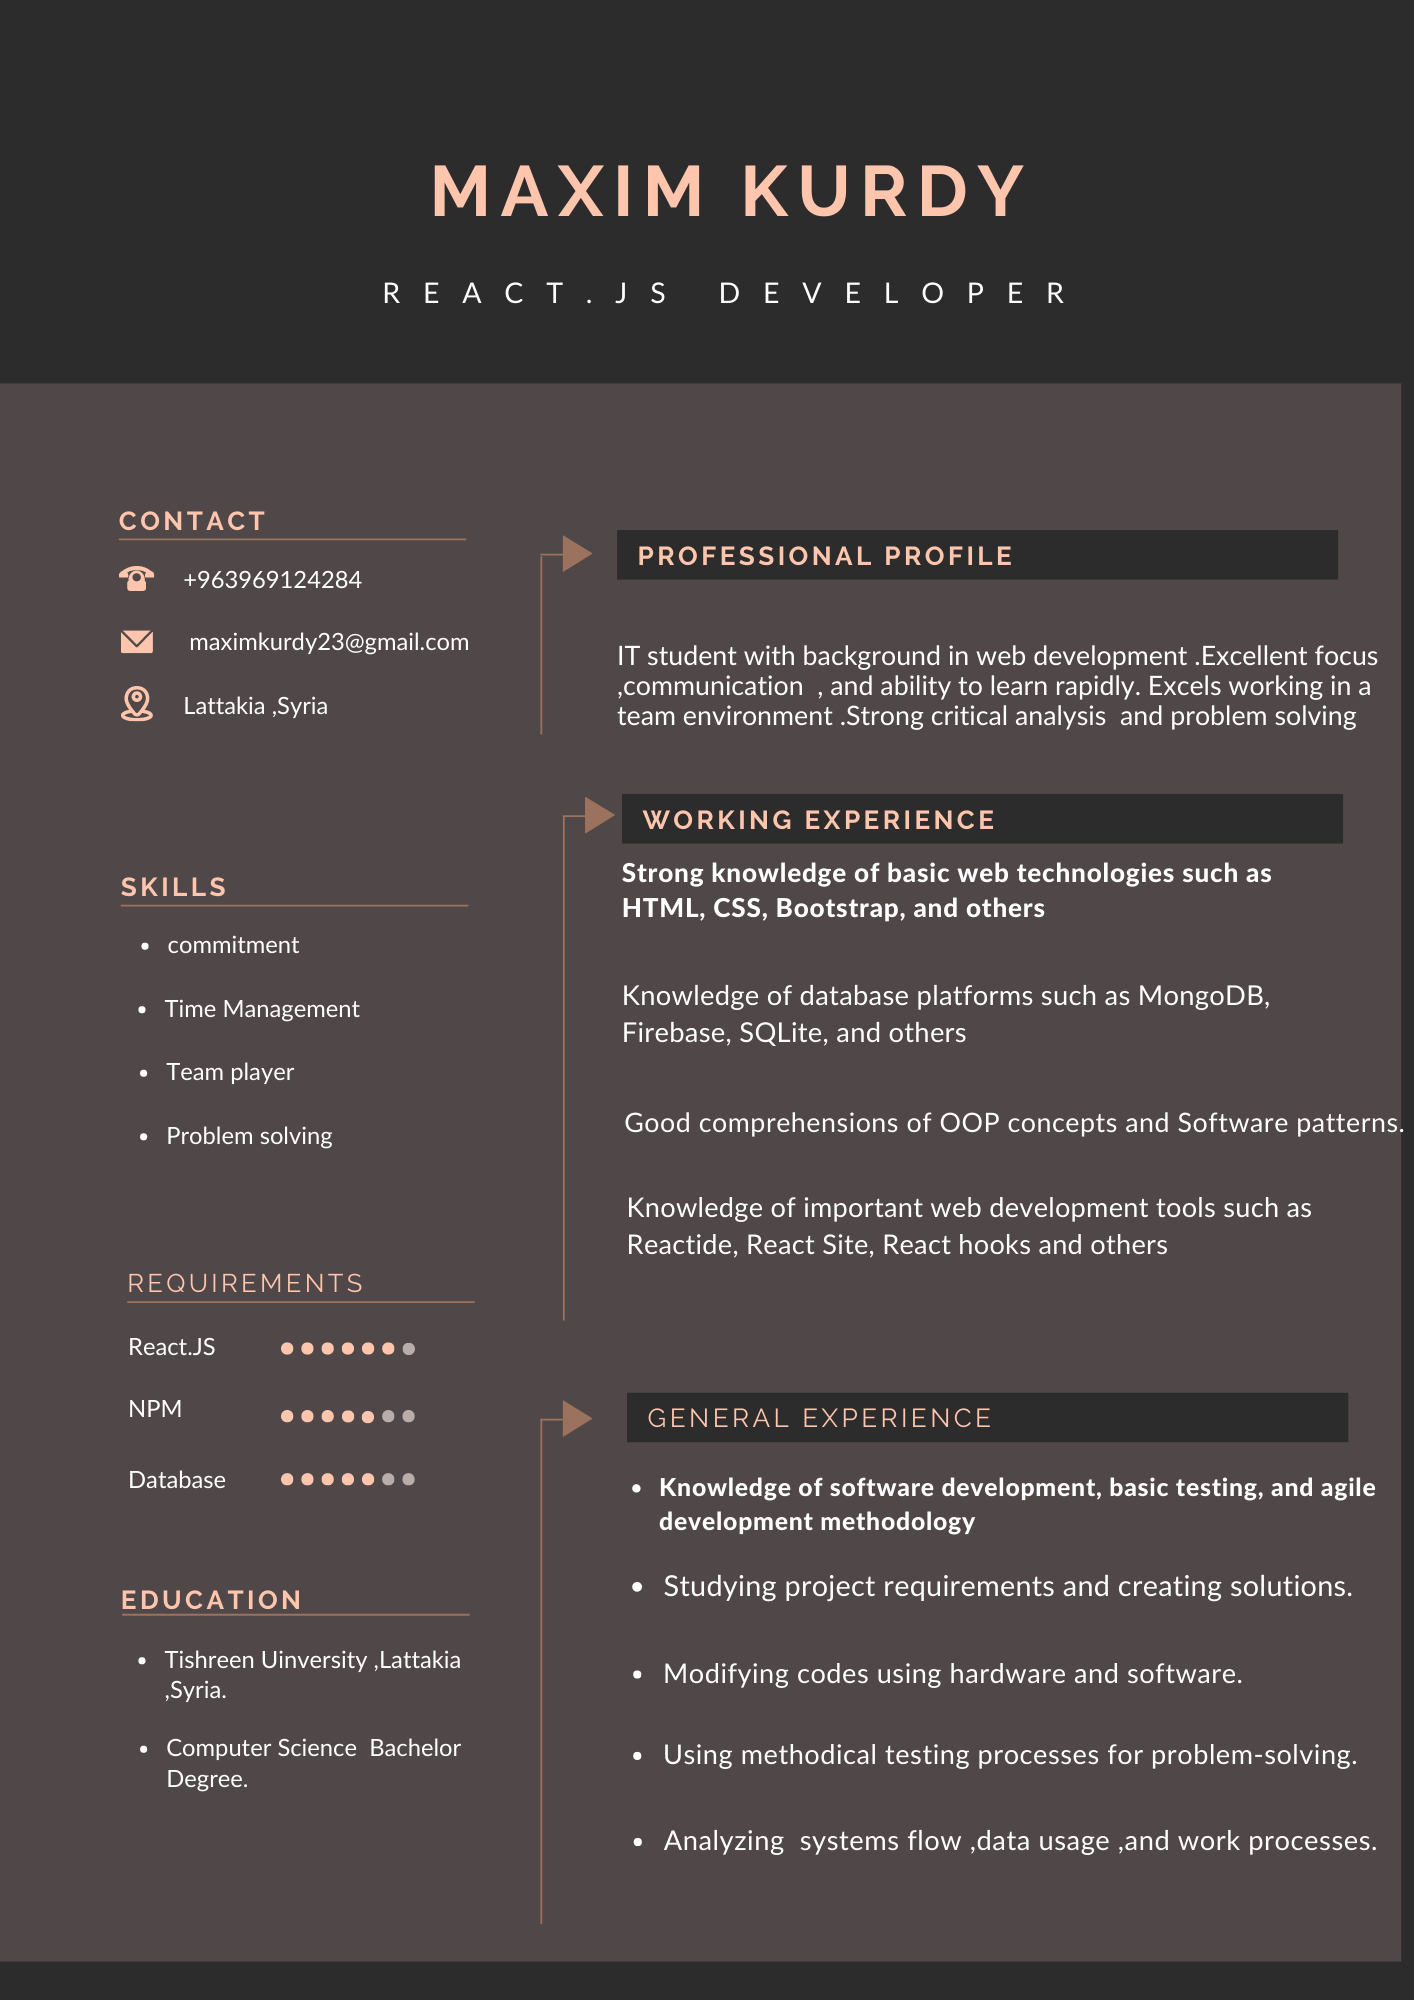 MAXIM KURDY
REACT.JS DEVELOPER
CONTACT
+963969124284
maximkurdy23@gmail.com
Lattakia ,Syria
SKILLS
• commitment
• Time Management
• Team player
• Problem solving
REQUIREMENTS
React.JS
NPM
Database
EDUCATION
• Tishreen Uinversity ,Lattakia
,Syria.
• Computer Science  Bachelor
Degree.
PROFESSIONAL PROFILE
IT student with background in web development .Excellent focus
,communication  , and ability to learn rapidly. Excels working in a
team environment .Strong critical analysis  and problem solving
WORKING EXPERIENCE
Strong knowledge of basic web technologies such as
HTML, CSS, Bootstrap, and others
Knowledge of database platforms such as MongoDB,
Firebase, SQLite, and others
Good comprehensions of OOP concepts and Software patterns.
Knowledge of important web development tools such as
Reactide, React Site, React hooks and others
GENERAL EXPERIENCE
• Knowledge of software development, basic testing, and agile
development methodology
• Studying project requirements and creating solutions.
• Modifying codes using hardware and software.
• Using methodical testing processes for problem-solving.
• Analyzing  systems flow ,data usage ,and work processes.